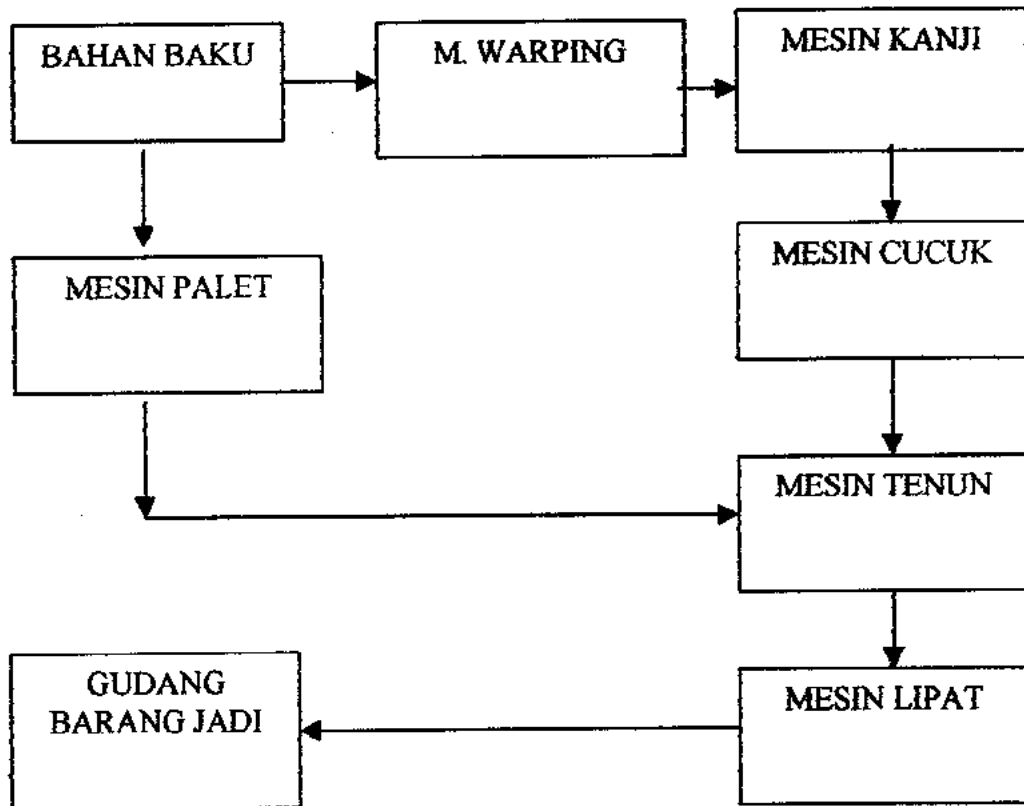 BAHAN BAKU
M. WARPING
MESIN KANJI
MESIN PALET
MESIN CUCUK
MESIN TENUN
GUDANG
BARANG JADI
MESIN LIPAT